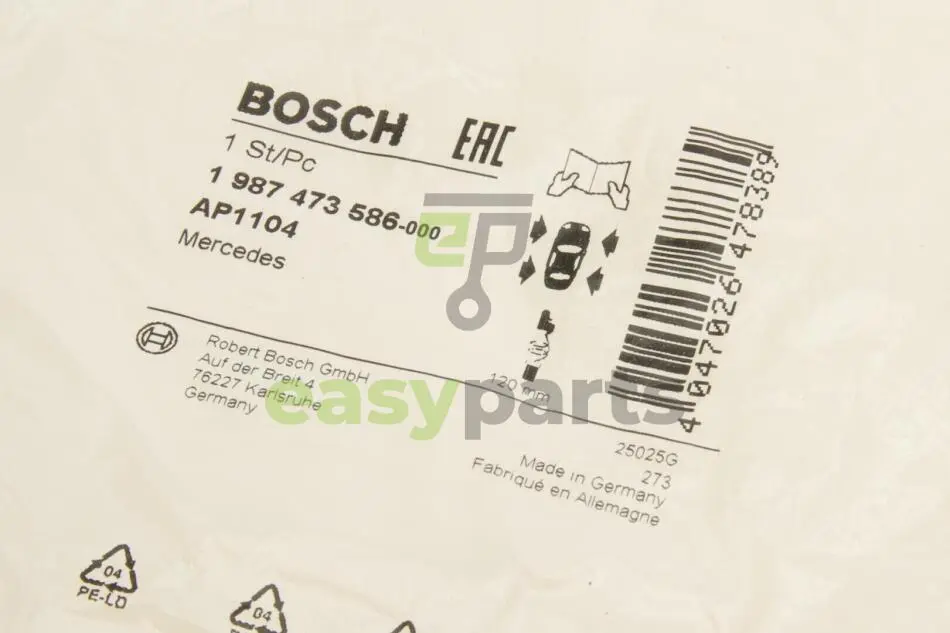 BOSCH EAC
1 St/Pc
1 987 473 586-000
AP1104
Mercedes
120 mm
4 047026 478389
Robert Bosch GmbH
Auf der Breit 4
76227 Karlsruhe
Germany
25025G
273
Made in Germany
Fabriqué en Allemagne
ep
easyparts
04
PE-LD
04